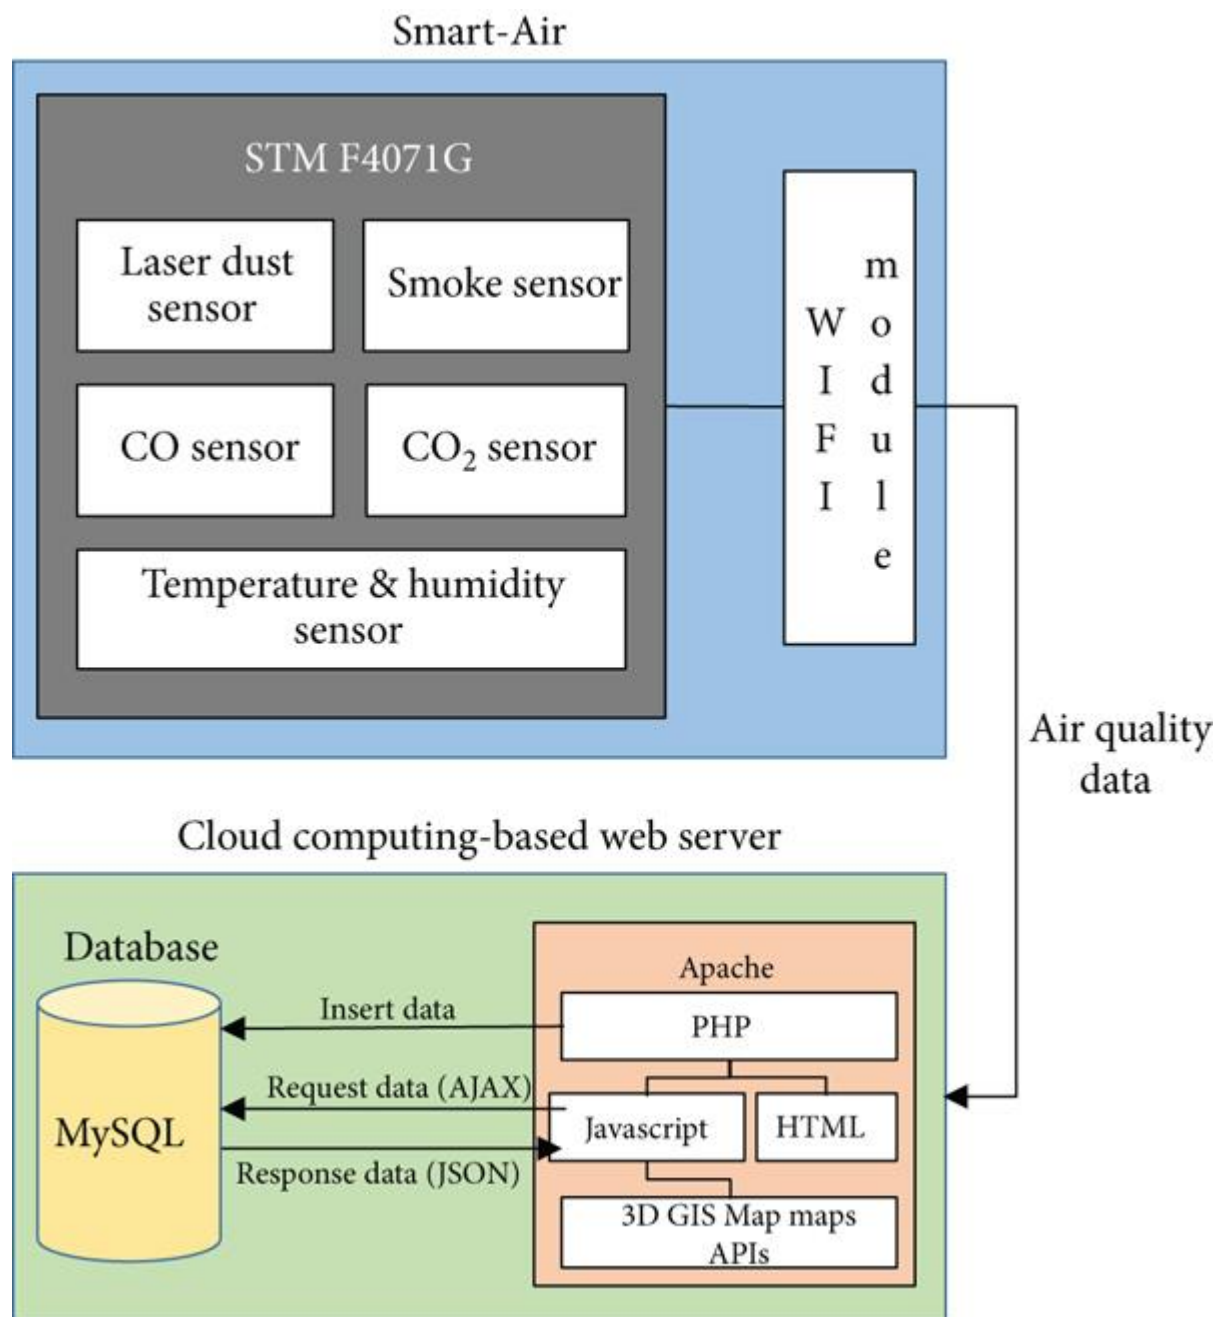 Smart-Air
STM F4071G
Laser dust
sensor
Smoke sensor
CO sensor
CO₂ sensor
Temperature & humidity
sensor
WIFI
module
Air quality
data
Cloud computing-based web server
Database
MySQL
Insert data
Request data (AJAX)
Response data (JSON)
Apache
PHP
Javascript
HTML
3D GIS Map maps
APIs